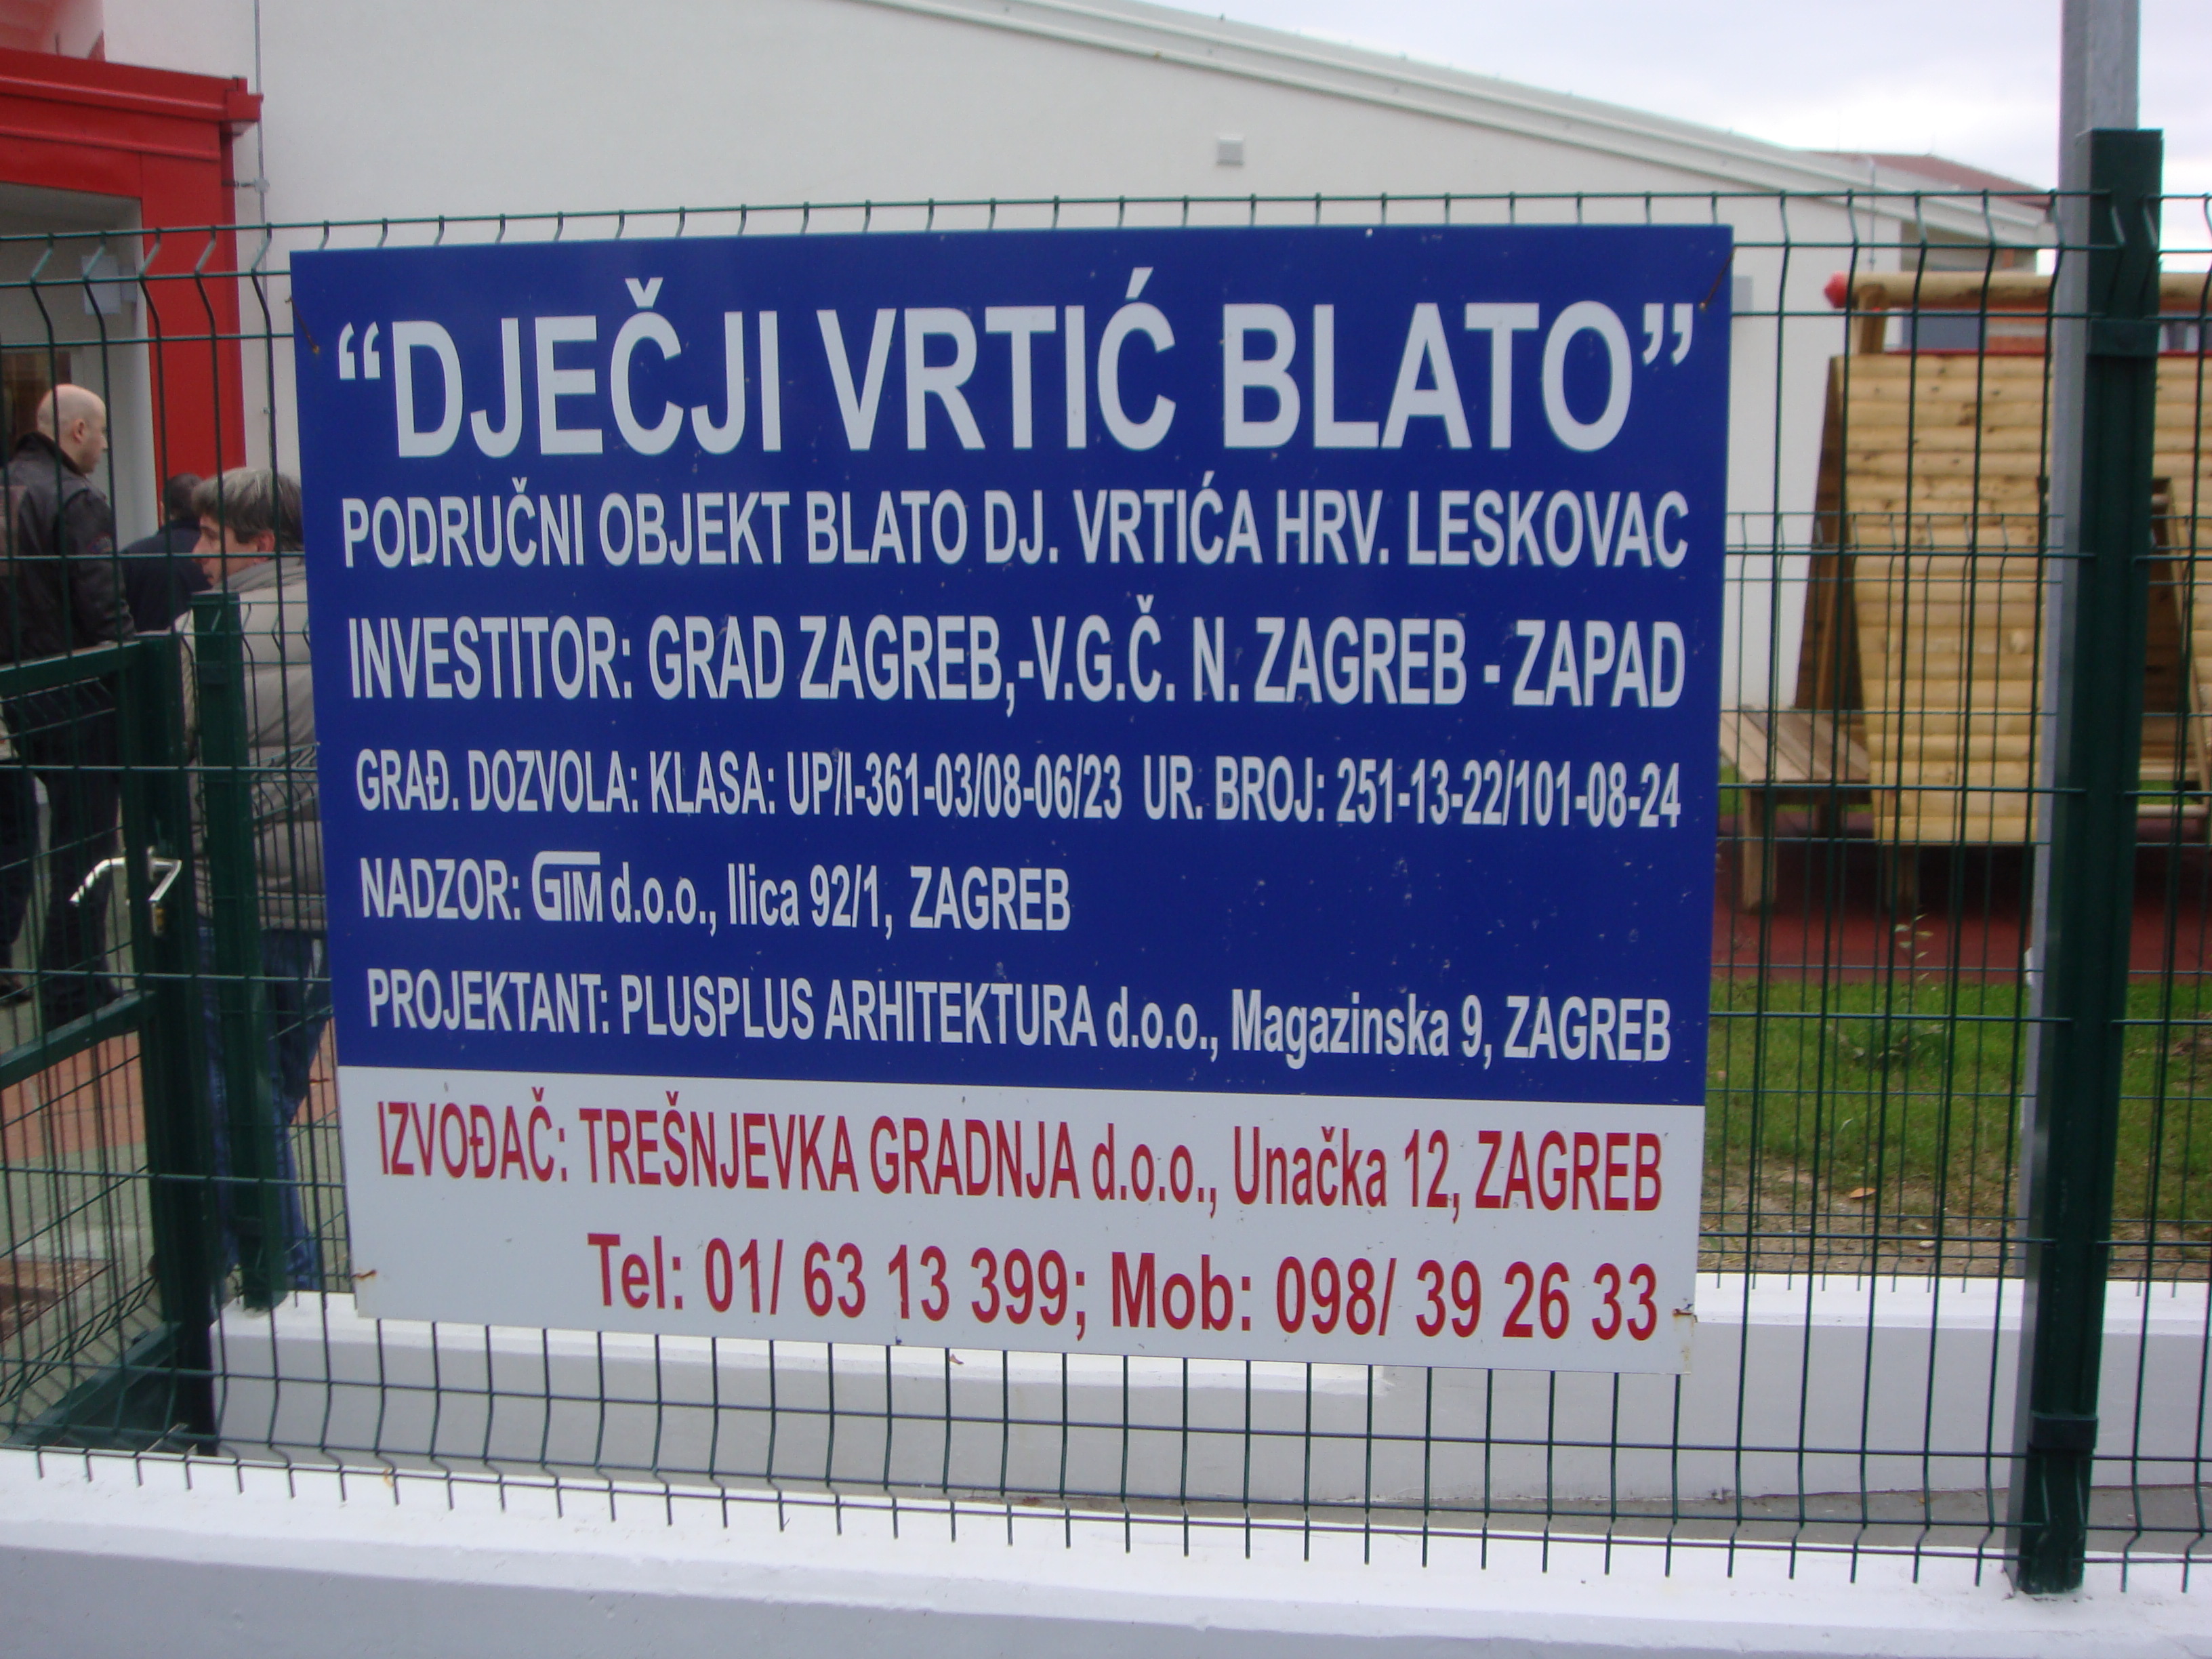 “DJEČJI VRTIĆ BLATO”
PODRUČNI OBJEKT BLATO DJ. VRTIĆA HRV. LESKOVAC
INVESTITOR: GRAD ZAGREB,-V.G.Č. N. ZAGREB - ZAPAD
GRAĐ. DOZVOLA: KLASA: UP/I-361-03/08-06/23 UR. BROJ: 251-13-22/101-08-24
NADZOR: GIM d.o.o., Ilica 92/1, ZAGREB
PROJEKTANT: PLUSPLUS ARHITEKTURA d.o.o., Magazinska 9, ZAGREB
IZVOĐAČ: TREŠNJEVKA GRADNJA d.o.o., Unačka 12, ZAGREB
Tel: 01/ 63 13 399; Mob: 098/ 39 26 33